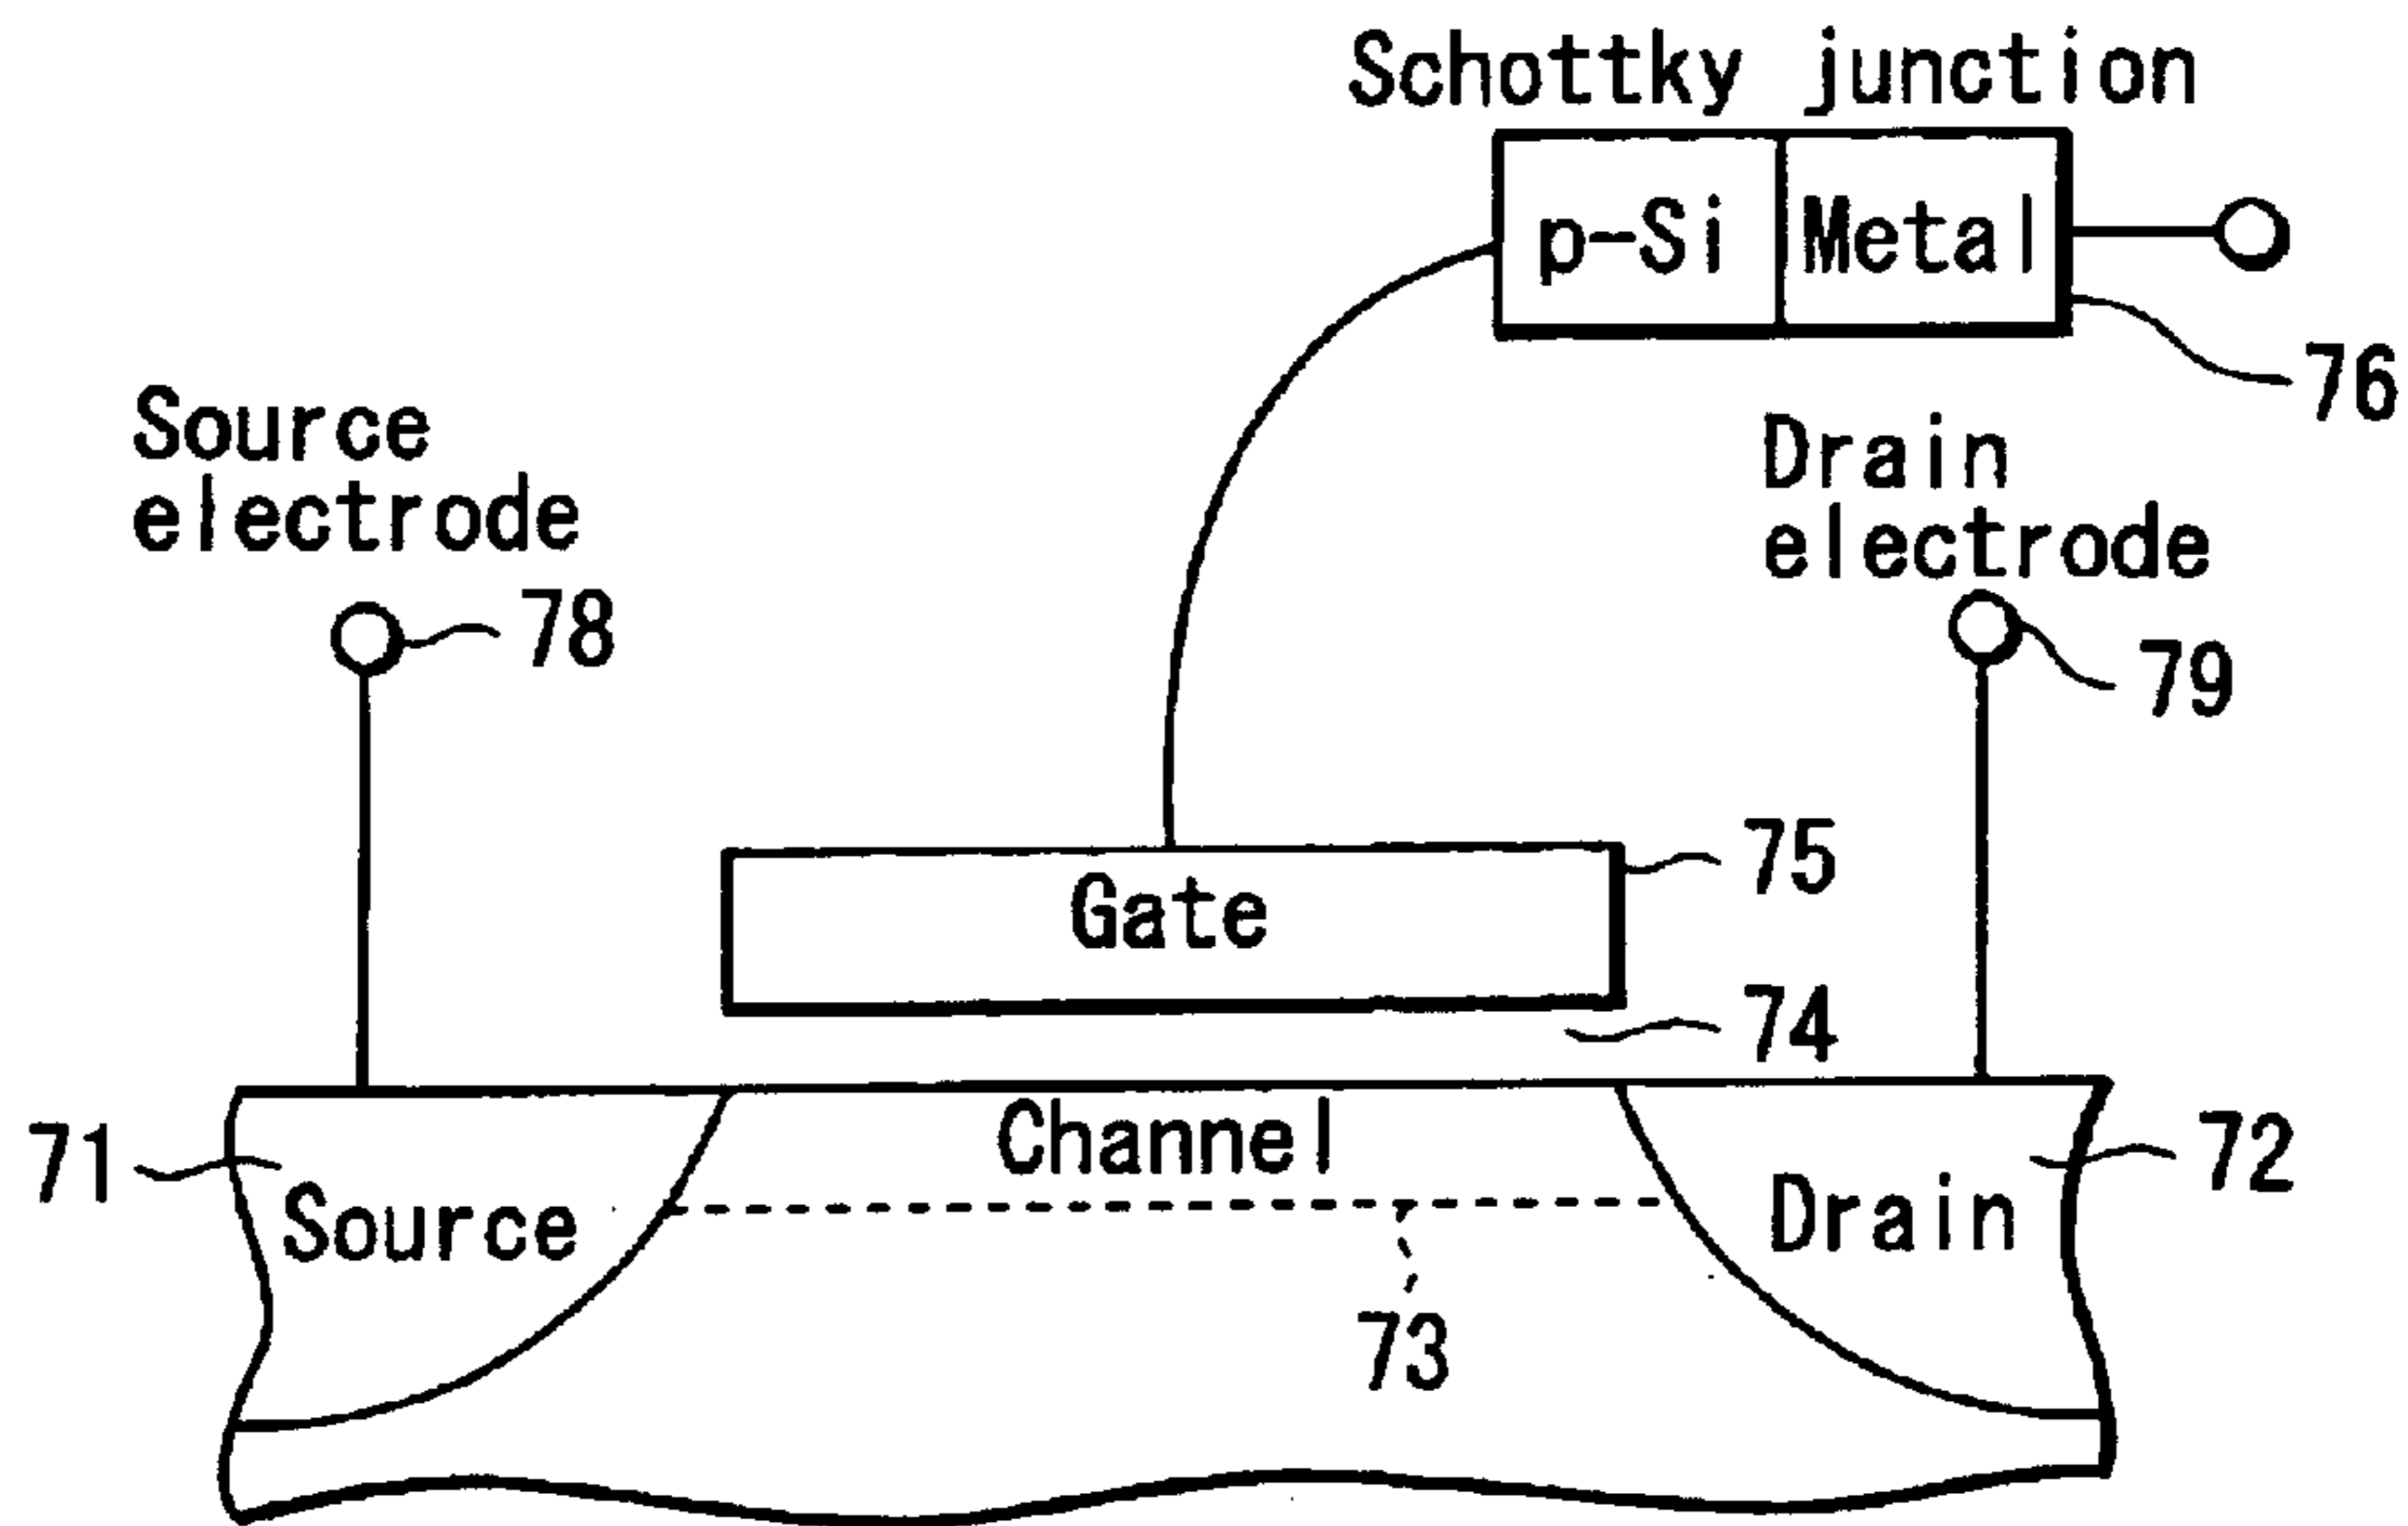 Schottky junction
p-Si Metal
76
Source
electrode
Drain
electrode
78
79
75
Gate
74
71
Channel
72
Source
Drain
73